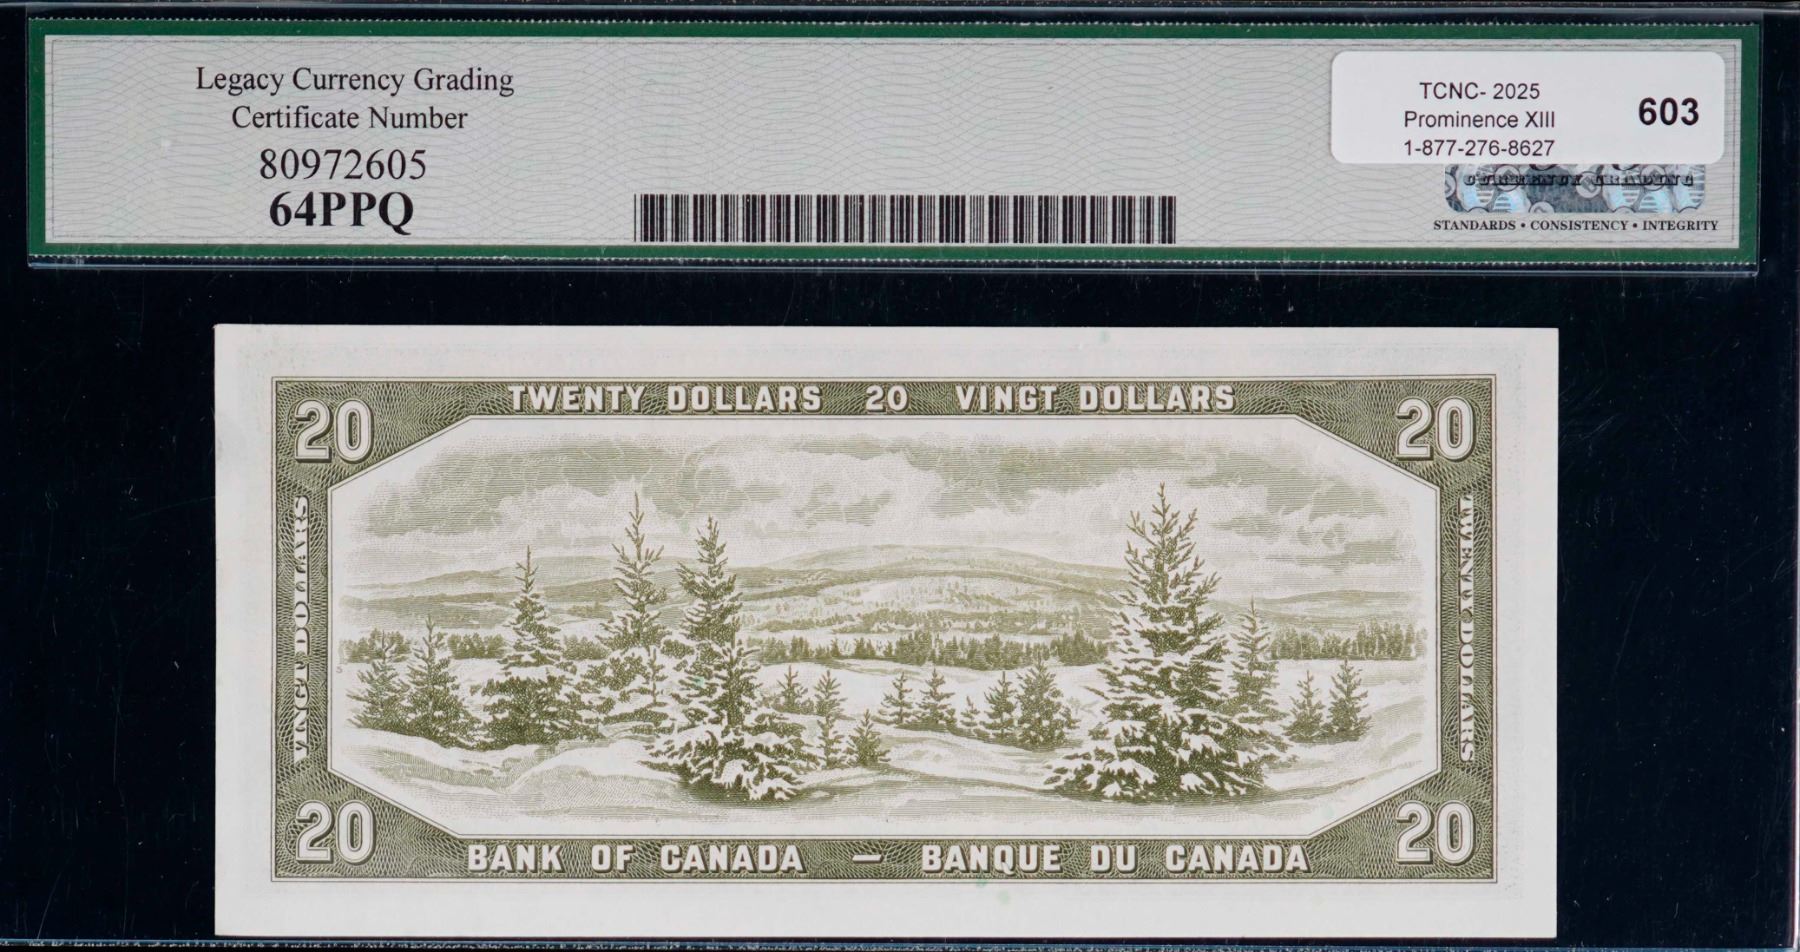 Legacy Currency Grading
Certificate Number
80972605
64PPQ
TCNC- 2025
Prominence XIII
1-877-276-8627
603
CURRENCY GRADING
STANDARDS • CONSISTENCY • INTEGRITY
TWENTY DOLLARS 20 VINGT DOLLARS
20
20
VINGT DOLLARS
TWENTY DOLLARS
20
20
BANK OF CANADA — BANQUE DU CANADA